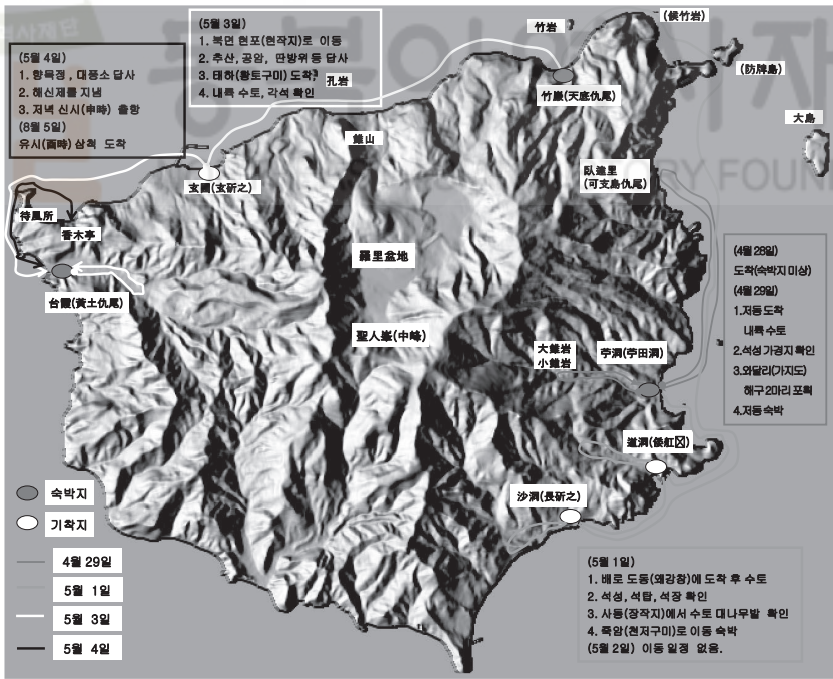 (5월 3일)
1. 북면 현포(현작지)로 이동
2. 추산, 공암, 딴방위 등 답사
3. 태하(황토구미) 도착,
4. 내륙 수토, 각석 확인
(5월 4일)
1. 향목정, 대풍소 답사
2. 해신제를 지냄
3. 저녁 신시(申時) 출항
(8월 5일)
유시(酉時) 삼척 도착
竹岩
(候竹岩)
孔岩
(防牌島)
竹巖(天底仇尾)
大島
錐山
臥達里
(可支島仇尾)
玄圃(玄斫之)
待風所
香木亭
羅里盆地
台霞(黃土仇尾)
聖人峯(中峰)
大錐岩
小錐岩
苧洞(苧田洞)
(4월 28일)
도착(숙박지 미상)
(4월 29일)
1.저동 도착
내륙 수토
2.석성 가경지 확인
3.와달리(가지도)
해구 2마리 포획
4.저동 숙박
道洞(倭舡☒)
沙洞(長斫之)
숙박지
기착지
4월 29일
5월 1일
5월 3일
5월 4일
(5월 1일)
1. 배로 도동(왜강창)에 도착 후 수토
2. 석성, 석탑, 석장 확인
3. 사동(장작지)에서 수토 대나무밭 확인
4. 죽암(천저구미)로 이동 숙박
(5월 2일) 이동 일정 없음.